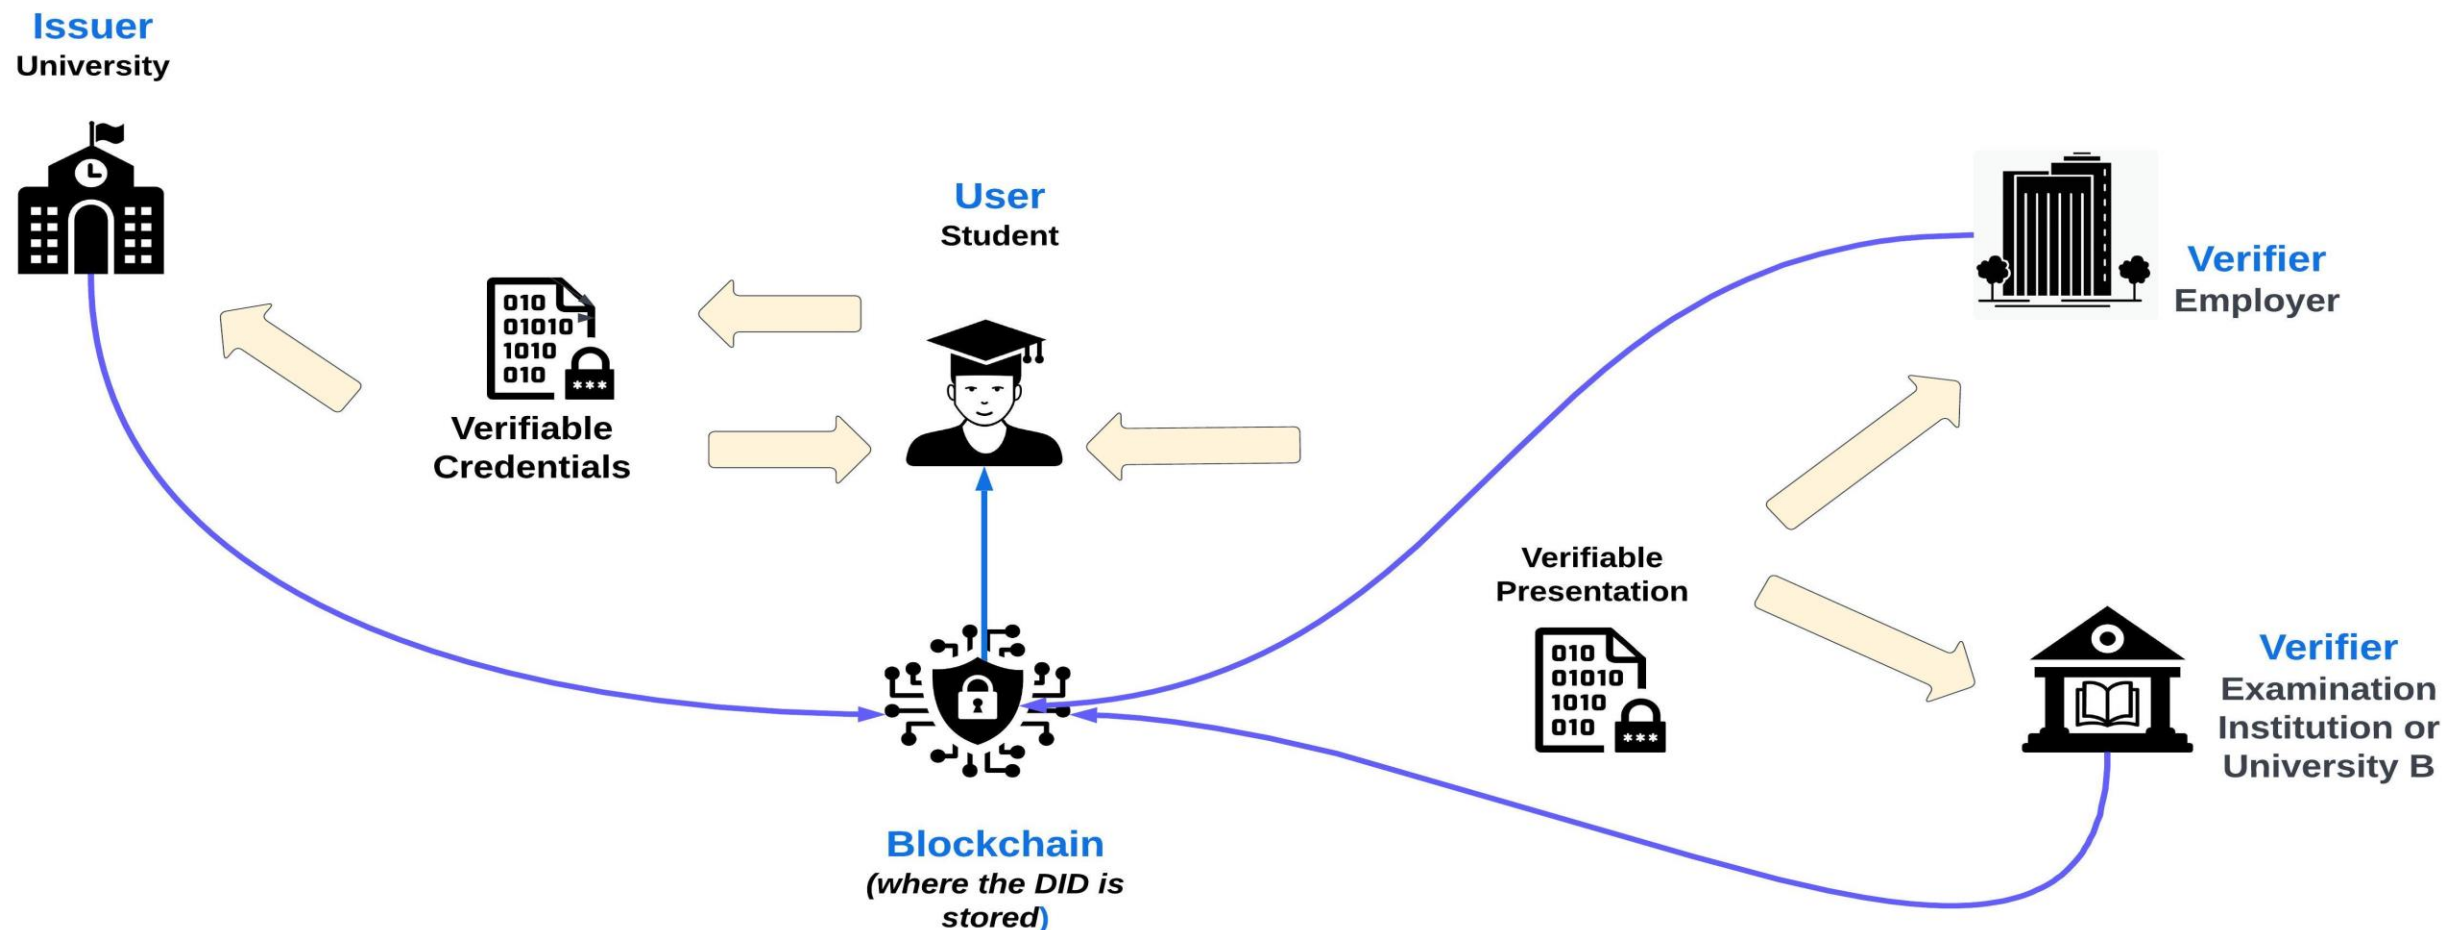 Issuer
University
User
Student
010
01010
1010
010
***
Verifiable
Credentials
Verifier
Employer
Verifiable
Presentation
010
01010
1010
010
***
Verifier
Examination
Institution or
University B
Blockchain
(where the DID is
stored)